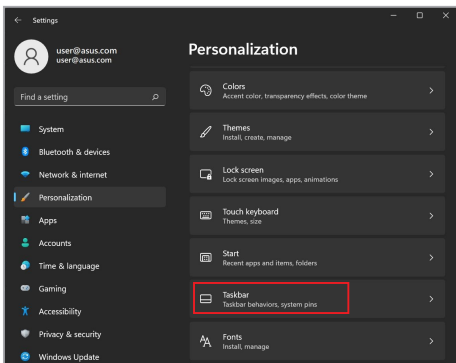 Settings
user@asus.com
user@asus.com
Find a setting
System
Bluetooth & devices
Network & internet
Personalization
Apps
Accounts
Time & language
Gaming
Accessibility
Privacy & security
Windows Update
Personalization
Colors
Accent color, transparency effects, color theme
Themes
Install, create, manage
Lock screen
Lock screen images, apps, animations
Touch keyboard
Themes, size
Start
Recent apps and items, folders
Taskbar
Taskbar behaviors, system pins
Fonts
Install, manage